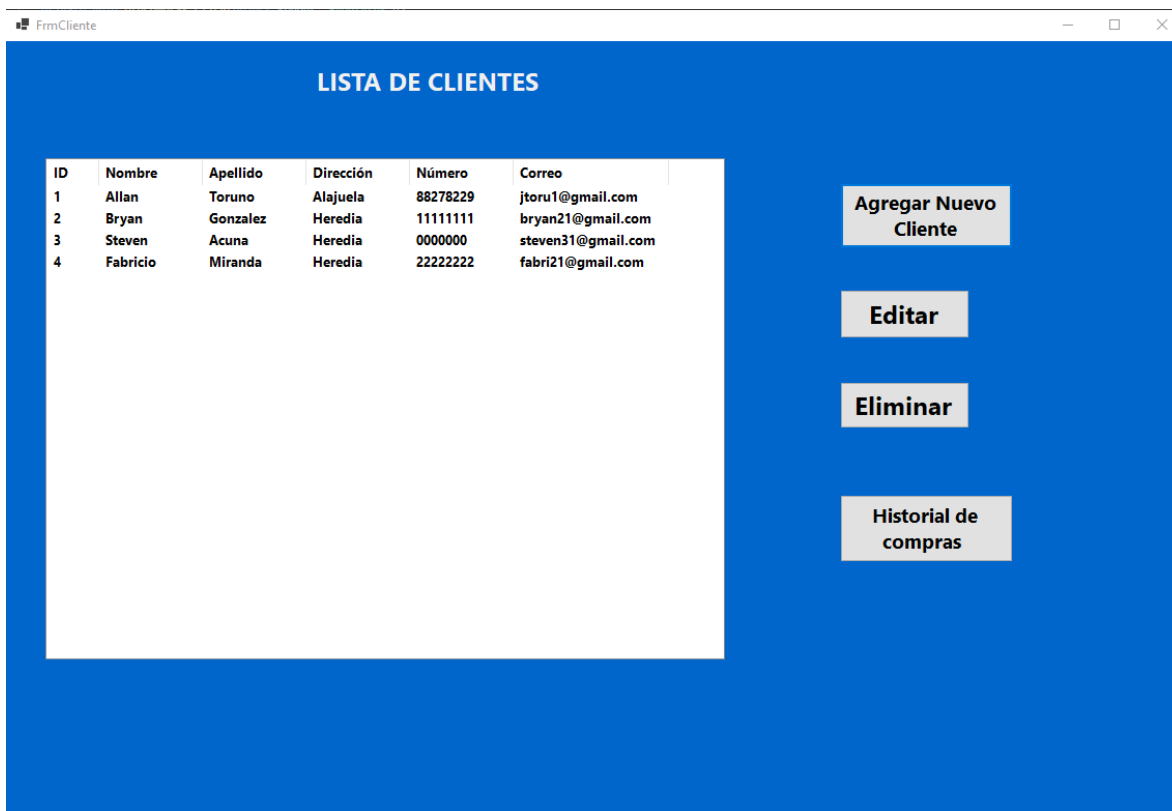 FrmCliente
LISTA DE CLIENTES
ID Nombre Apellido Dirección Número Correo
1 Allan Toruno Alajuela 88278229 jtoru1@gmail.com
2 Bryan Gonzalez Heredia 11111111 bryan21@gmail.com
3 Steven Acuna Heredia 0000000 steven31@gmail.com
4 Fabricio Miranda Heredia 22222222 fabri21@gmail.com
Agregar Nuevo
Cliente
Editar
Eliminar
Historial de
compras